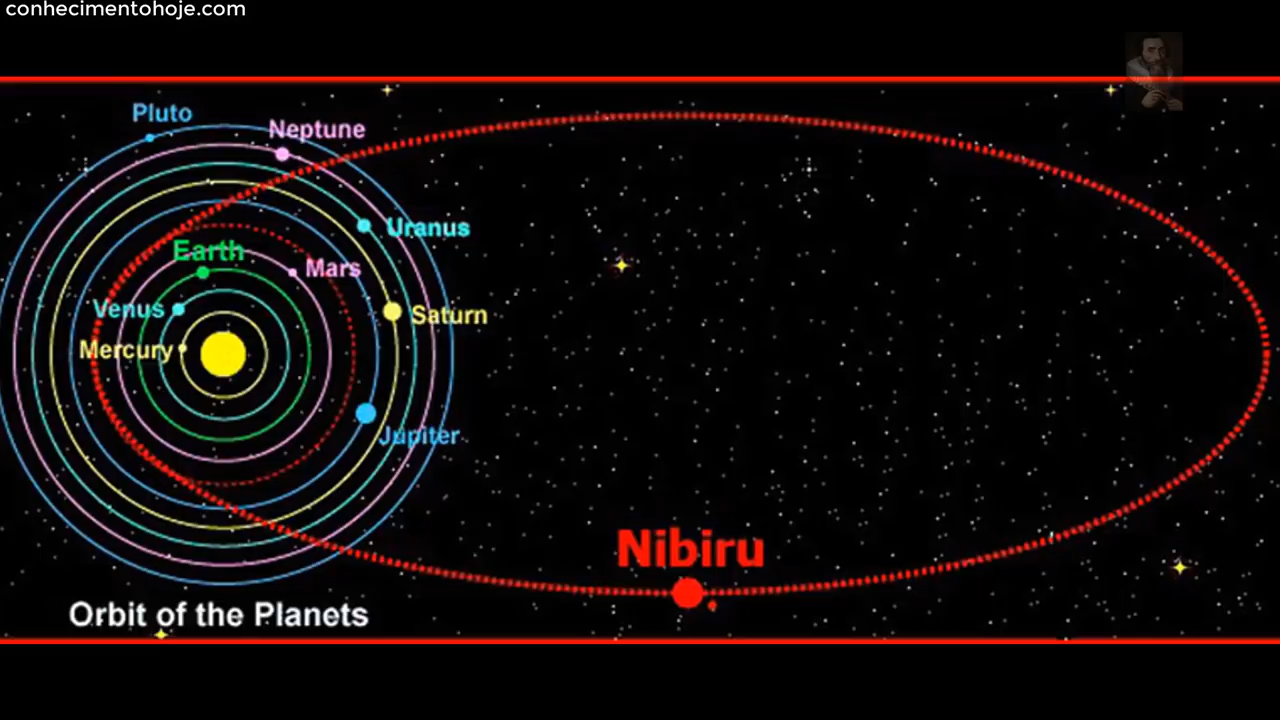 conhecimentohoje.com
Pluto
Neptune
Uranus
Earth
Mars
Venus
Saturn
Mercury
Jupiter
Nibiru
Orbit of the Planets